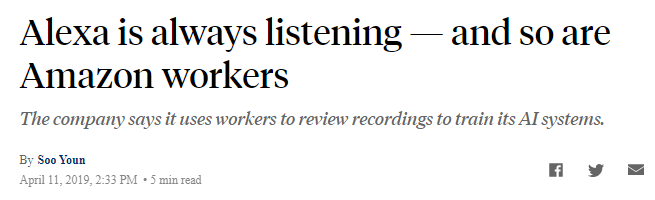 Alexa is always listening — and so are
Amazon workers
The company says it uses workers to review recordings to train its AI systems.
By Soo Youn
April 11, 2019, 2:33 PM • 5 min read